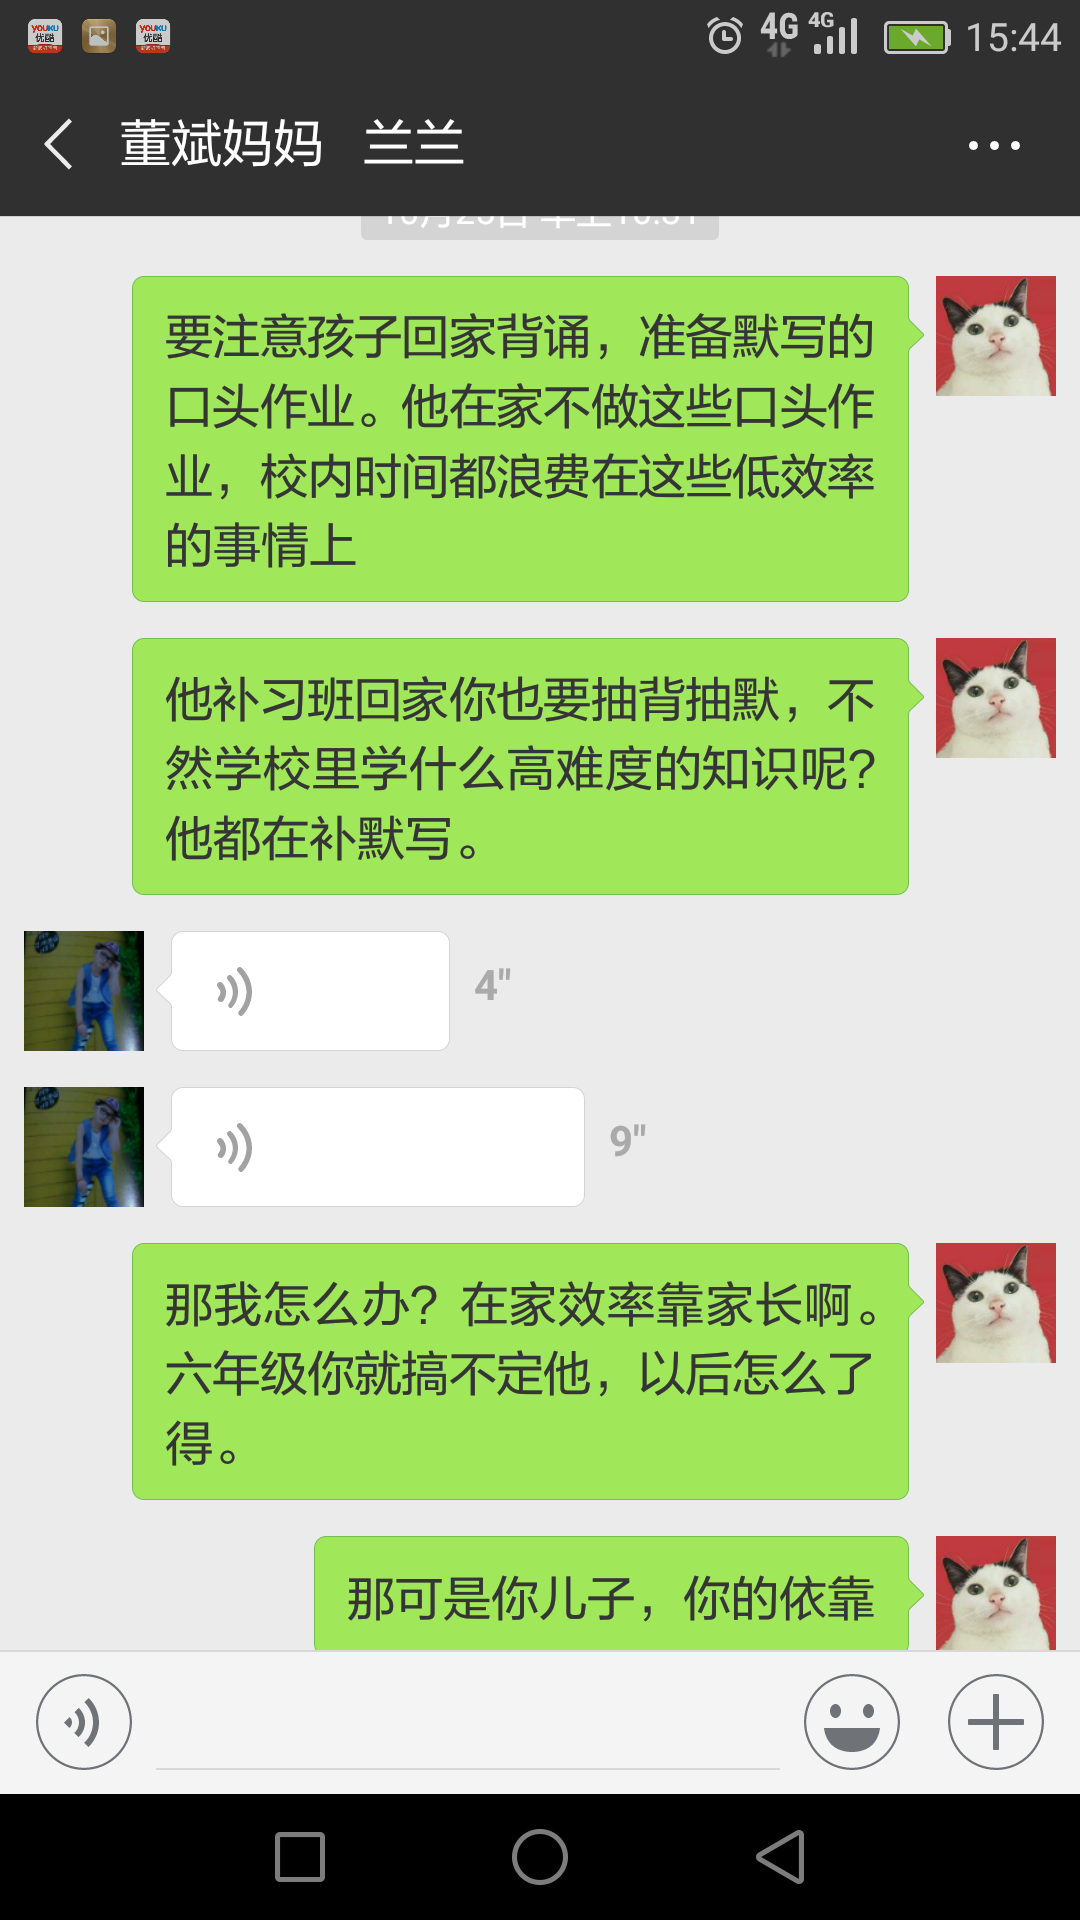 4G 4G 15:44
董斌妈妈 兰兰
要注意孩子回家背诵，准备默写的
口头作业。他在家不做这些口头作
业，校内时间都浪费在这些低效率
的事情上
他补习班回家你也要抽背抽默，不
然学校里学什么高难度的知识呢？
他都在补默写。
4"
9"
那我怎么办？在家效率靠家长啊。
六年级你就搞不定他，以后怎么了
得。
那可是你儿子，你的依靠